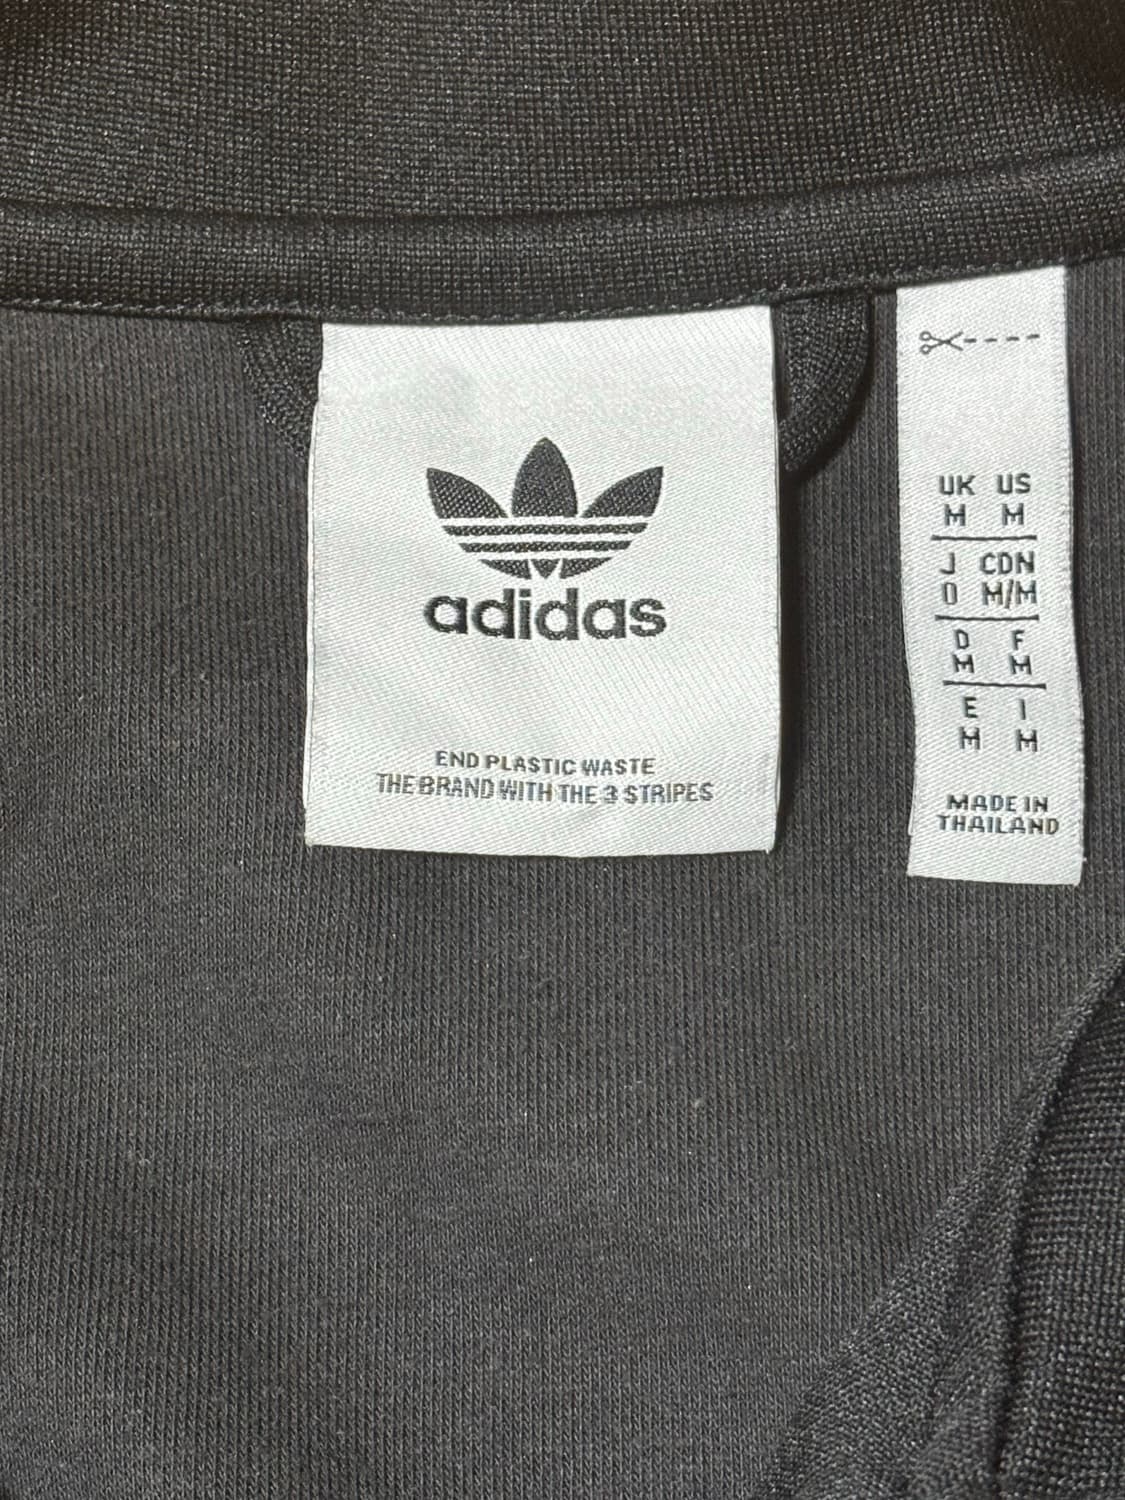 adidas
END PLASTIC WASTE
THE BRAND WITH THE 3 STRIPES
UK US
M M
J CDN
O M/M
D F
M M
E I
M M
MADE IN
THAILAND